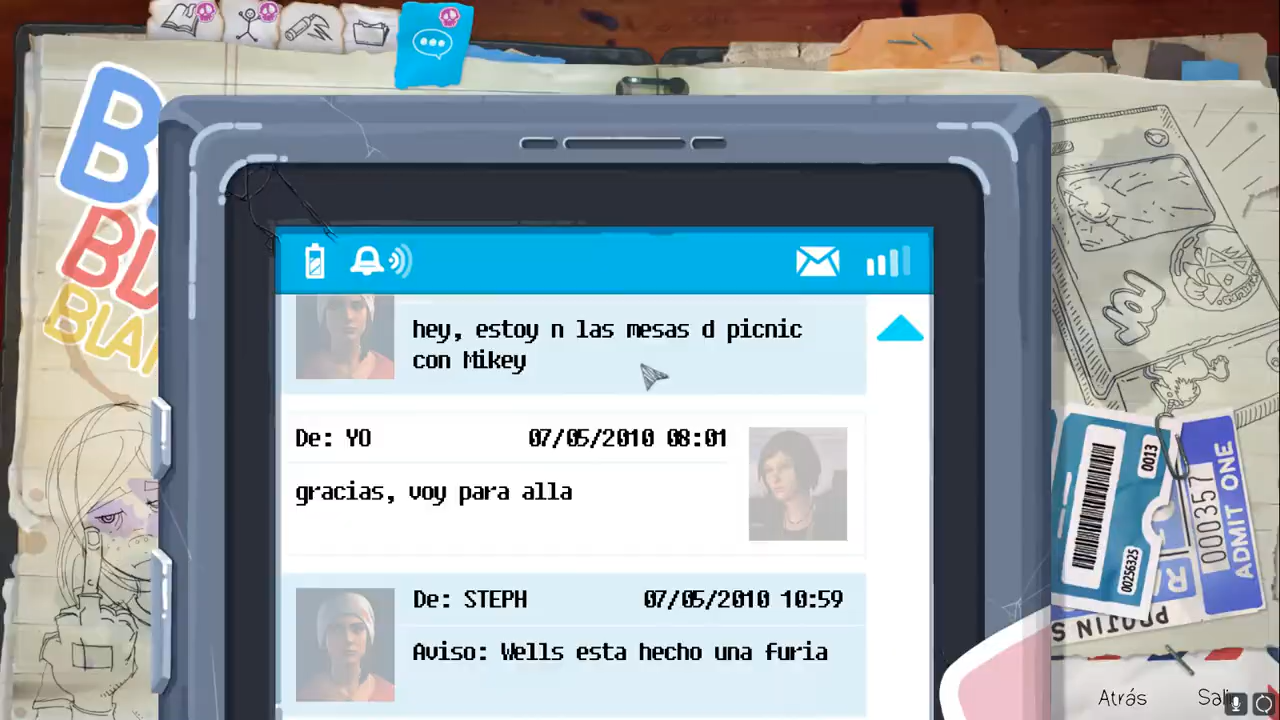 hey, estoy n las mesas d picnic
con Mikey
De: YO 07/05/2010 08:01
gracias, voy para alla
De: STEPH 07/05/2010 10:59
Aviso: Wells esta hecho una furia
0013
00256325
000357
ADMIT ONE
Atrás